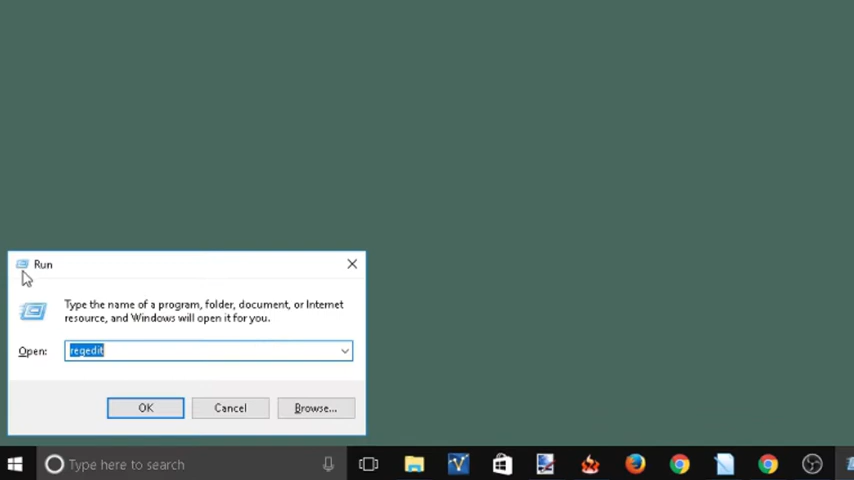 Run
Type the name of a program, folder, document, or Internet
resource, and Windows will open it for you.
Open: regedit
OK Cancel Browse...
Type here to search